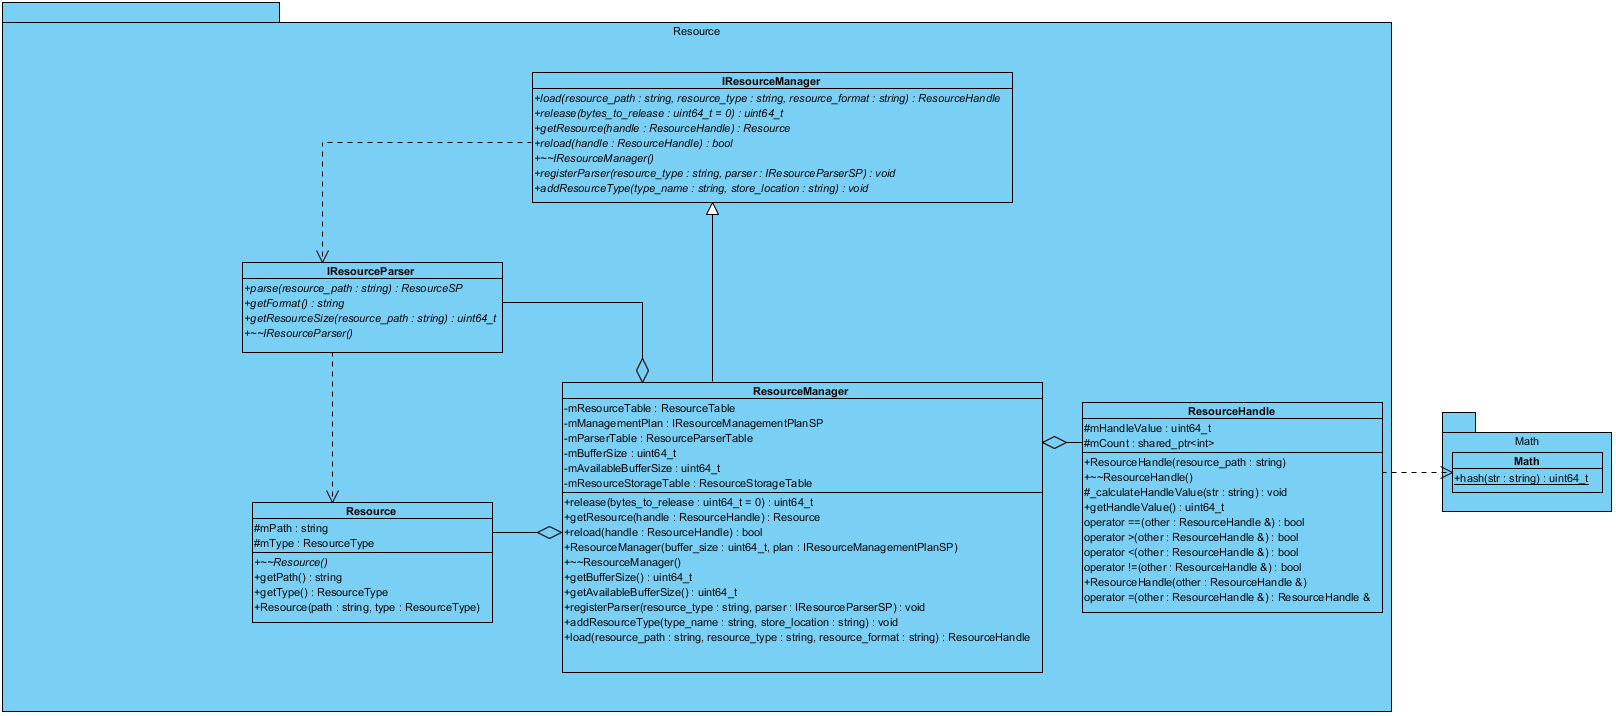 Resource
IResourceManager
+load(resource_path : string, resource_type : string, resource_format : string) : ResourceHandle
+release(bytes_to_release : uint64_t = 0) : uint64_t
+getResource(handle : ResourceHandle) : Resource
+reload(handle : ResourceHandle) : bool
+~~IResourceManager()
+registerParser(resource_type : string, parser : IResourceParserSP) : void
+addResourceType(type_name : string, store_location : string) : void
IResourceParser
+parse(resource_path : string) : ResourceSP
+getFormat() : string
+getResourceSize(resource_path : string) : uint64_t
+~~IResourceParser()
ResourceManager
-mResourceTable : ResourceTable
-mManagementPlan : IResourceManagementPlanSP
-mParserTable : ResourceParserTable
-mBufferSize : uint64_t
-mAvailableBufferSize : uint64_t
-mResourceStorageTable : ResourceStorageTable
+release(bytes_to_release : uint64_t = 0) : uint64_t
+getResource(handle : ResourceHandle) : Resource
+reload(handle : ResourceHandle) : bool
+ResourceManager(buffer_size : uint64_t, plan : IResourceManagementPlanSP)
+~~ResourceManager()
+getBufferSize() : uint64_t
+getAvailableBufferSize() : uint64_t
+registerParser(resource_type : string, parser : IResourceParserSP) : void
+addResourceType(type_name : string, store_location : string) : void
+load(resource_path : string, resource_type : string, resource_format : string) : ResourceHandle
ResourceHandle
#mHandleValue : uint64_t
#mCount : shared_ptr<int>
+ResourceHandle(resource_path : string)
+~~ResourceHandle()
#_calculateHandleValue(str : string) : void
+getHandleValue() : uint64_t
operator ==(other : ResourceHandle &) : bool
operator >(other : ResourceHandle &) : bool
operator <(other : ResourceHandle &) : bool
operator !=(other : ResourceHandle &) : bool
+ResourceHandle(other : ResourceHandle &)
operator =(other : ResourceHandle &) : ResourceHandle &
Math
Math
+hash(str : string) : uint64_t
Resource
#mPath : string
#mType : ResourceType
+~~Resource()
+getPath() : string
+getType() : ResourceType
+Resource(path : string, type : ResourceType)